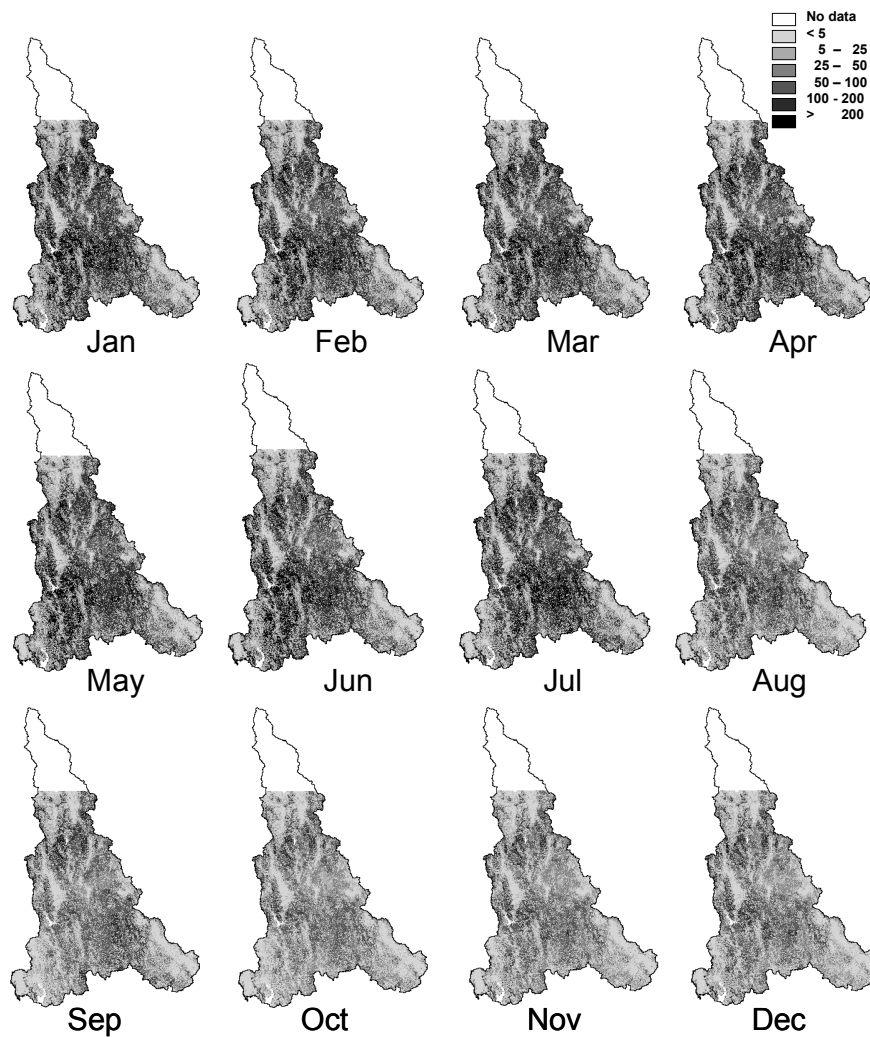 No data
< 5
5 – 25
25 – 50
50 – 100
100 - 200
> 200
Jan Feb Mar Apr
May Jun Jul Aug
Sep Oct Nov Dec